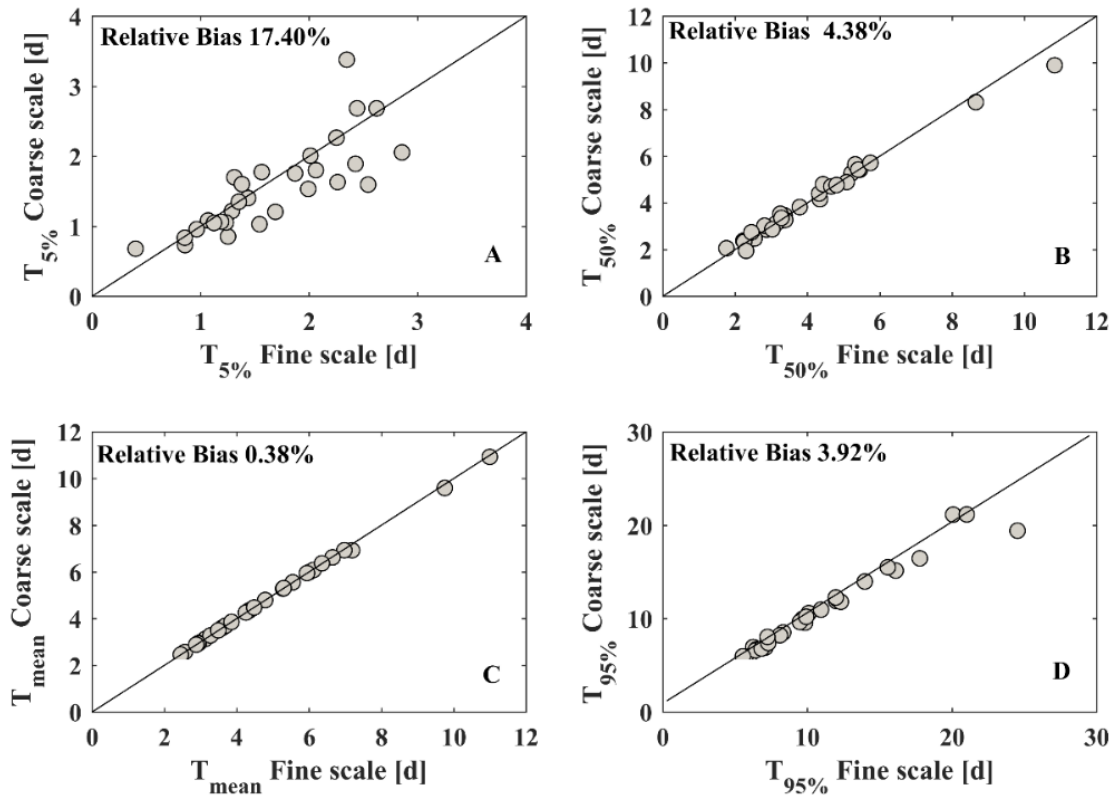 Relative Bias 17.40%
T5% Coarse scale [d]
4
3
2
1
0
A
0 1 2 3 4
T5% Fine scale [d]
Relative Bias 4.38%
T50% Coarse scale [d]
12
10
8
6
4
2
0
B
0 2 4 6 8 10 12
T50% Fine scale [d]
Relative Bias 0.38%
Tmean Coarse scale [d]
12
10
8
6
4
2
0
C
0 2 4 6 8 10 12
Tmean Fine scale [d]
Relative Bias 3.92%
T95% Coarse scale [d]
30
20
10
0
D
0 10 20 30
T95% Fine scale [d]